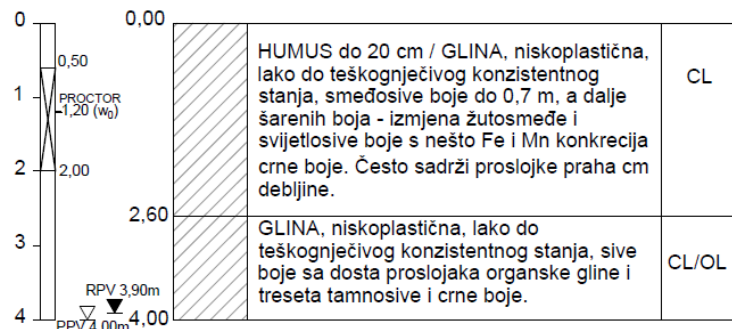 0
1
2
3
4
0,50
PROCTOR
1,20 (w0)
2,00
RPV 3,90m
PPV 4,00m
0,00
2,60
4,00
HUMUS do 20 cm / GLINA, niskoplastična,
lako do teškognječivog konzistentnog
stanja, smeđosive boje do 0,7 m, a dalje
šarenih boja - izmjena žutosmeđe i
svijetlosive boje s nešto Fe i Mn konkrecija
crne boje. Često sadrži proslojke praha cm
debljine.
CL
GLINA, niskoplastična, lako do
teškognječivog konzistentnog stanja, sive
boje sa dosta proslojaka organske gline i
treseta tamnosive i crne boje.
CL/OL